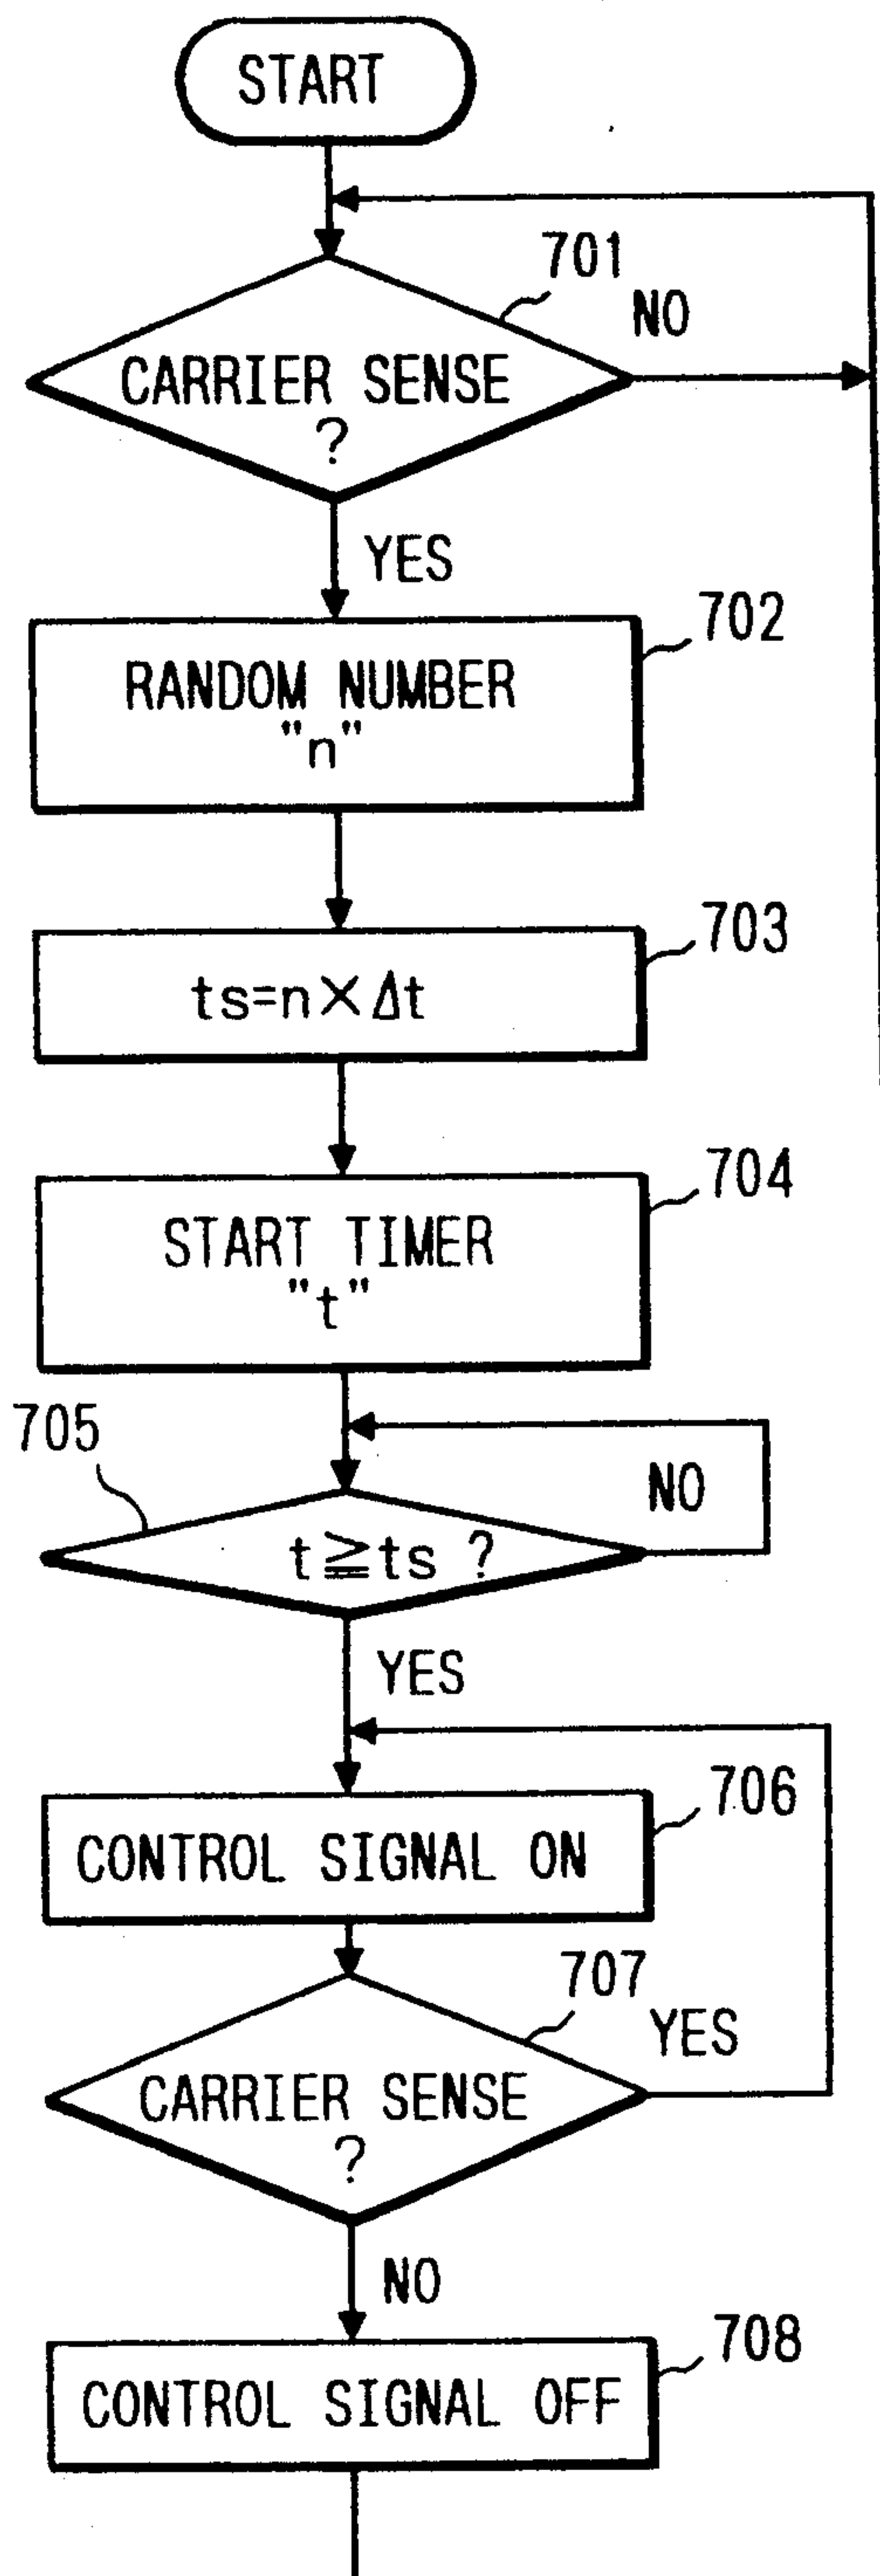 START
701
NO
CARRIER SENSE
?
YES
702
RANDOM NUMBER
"n"
703
ts=n×Δt
704
START TIMER
"t"
705
NO
t≧ts ?
YES
706
CONTROL SIGNAL ON
707
YES
CARRIER SENSE
?
NO
708
CONTROL SIGNAL OFF